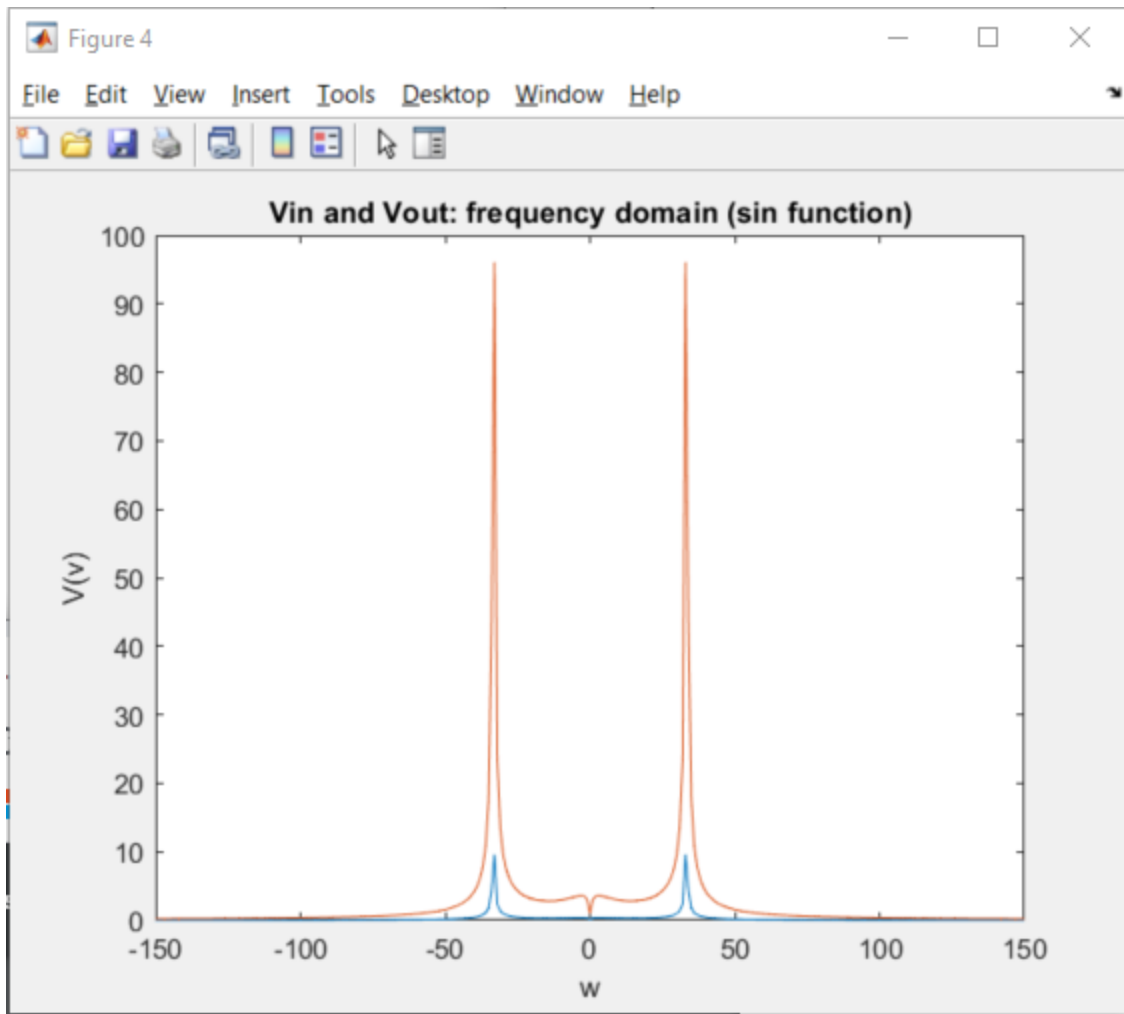 Figure 4
File Edit View Insert Tools Desktop Window Help
Vin and Vout: frequency domain (sin function)
100
90
80
70
60
50
40
30
20
10
0
V(v)
-150 -100 -50 0 50 100 150
w